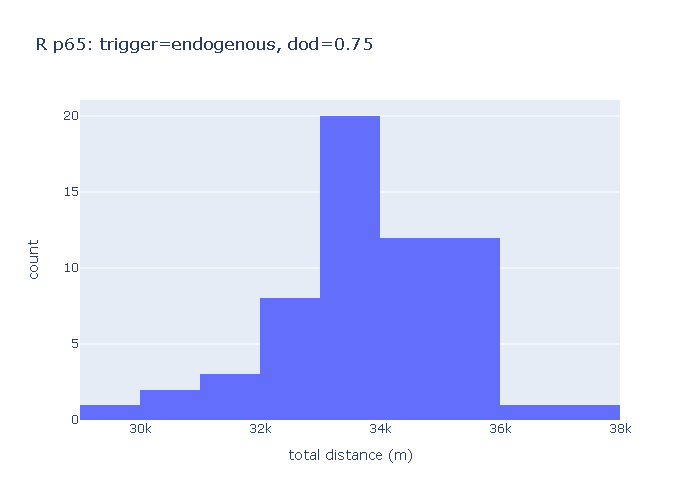 R p65: trigger=endogenous, dod=0.75
20
15
10
5
0
count
30k 32k 34k 36k 38k
total distance (m)